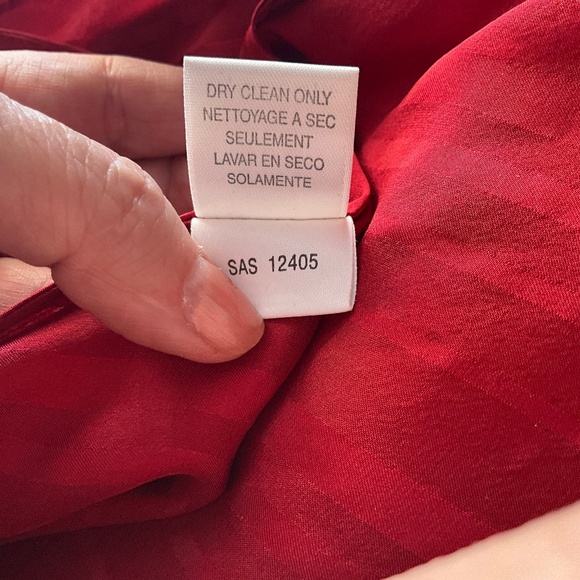 DRY CLEAN ONLY
NETTOYAGE A SEC
SEULEMENT
LAVAR EN SECO
SOLAMENTE
SAS 12405